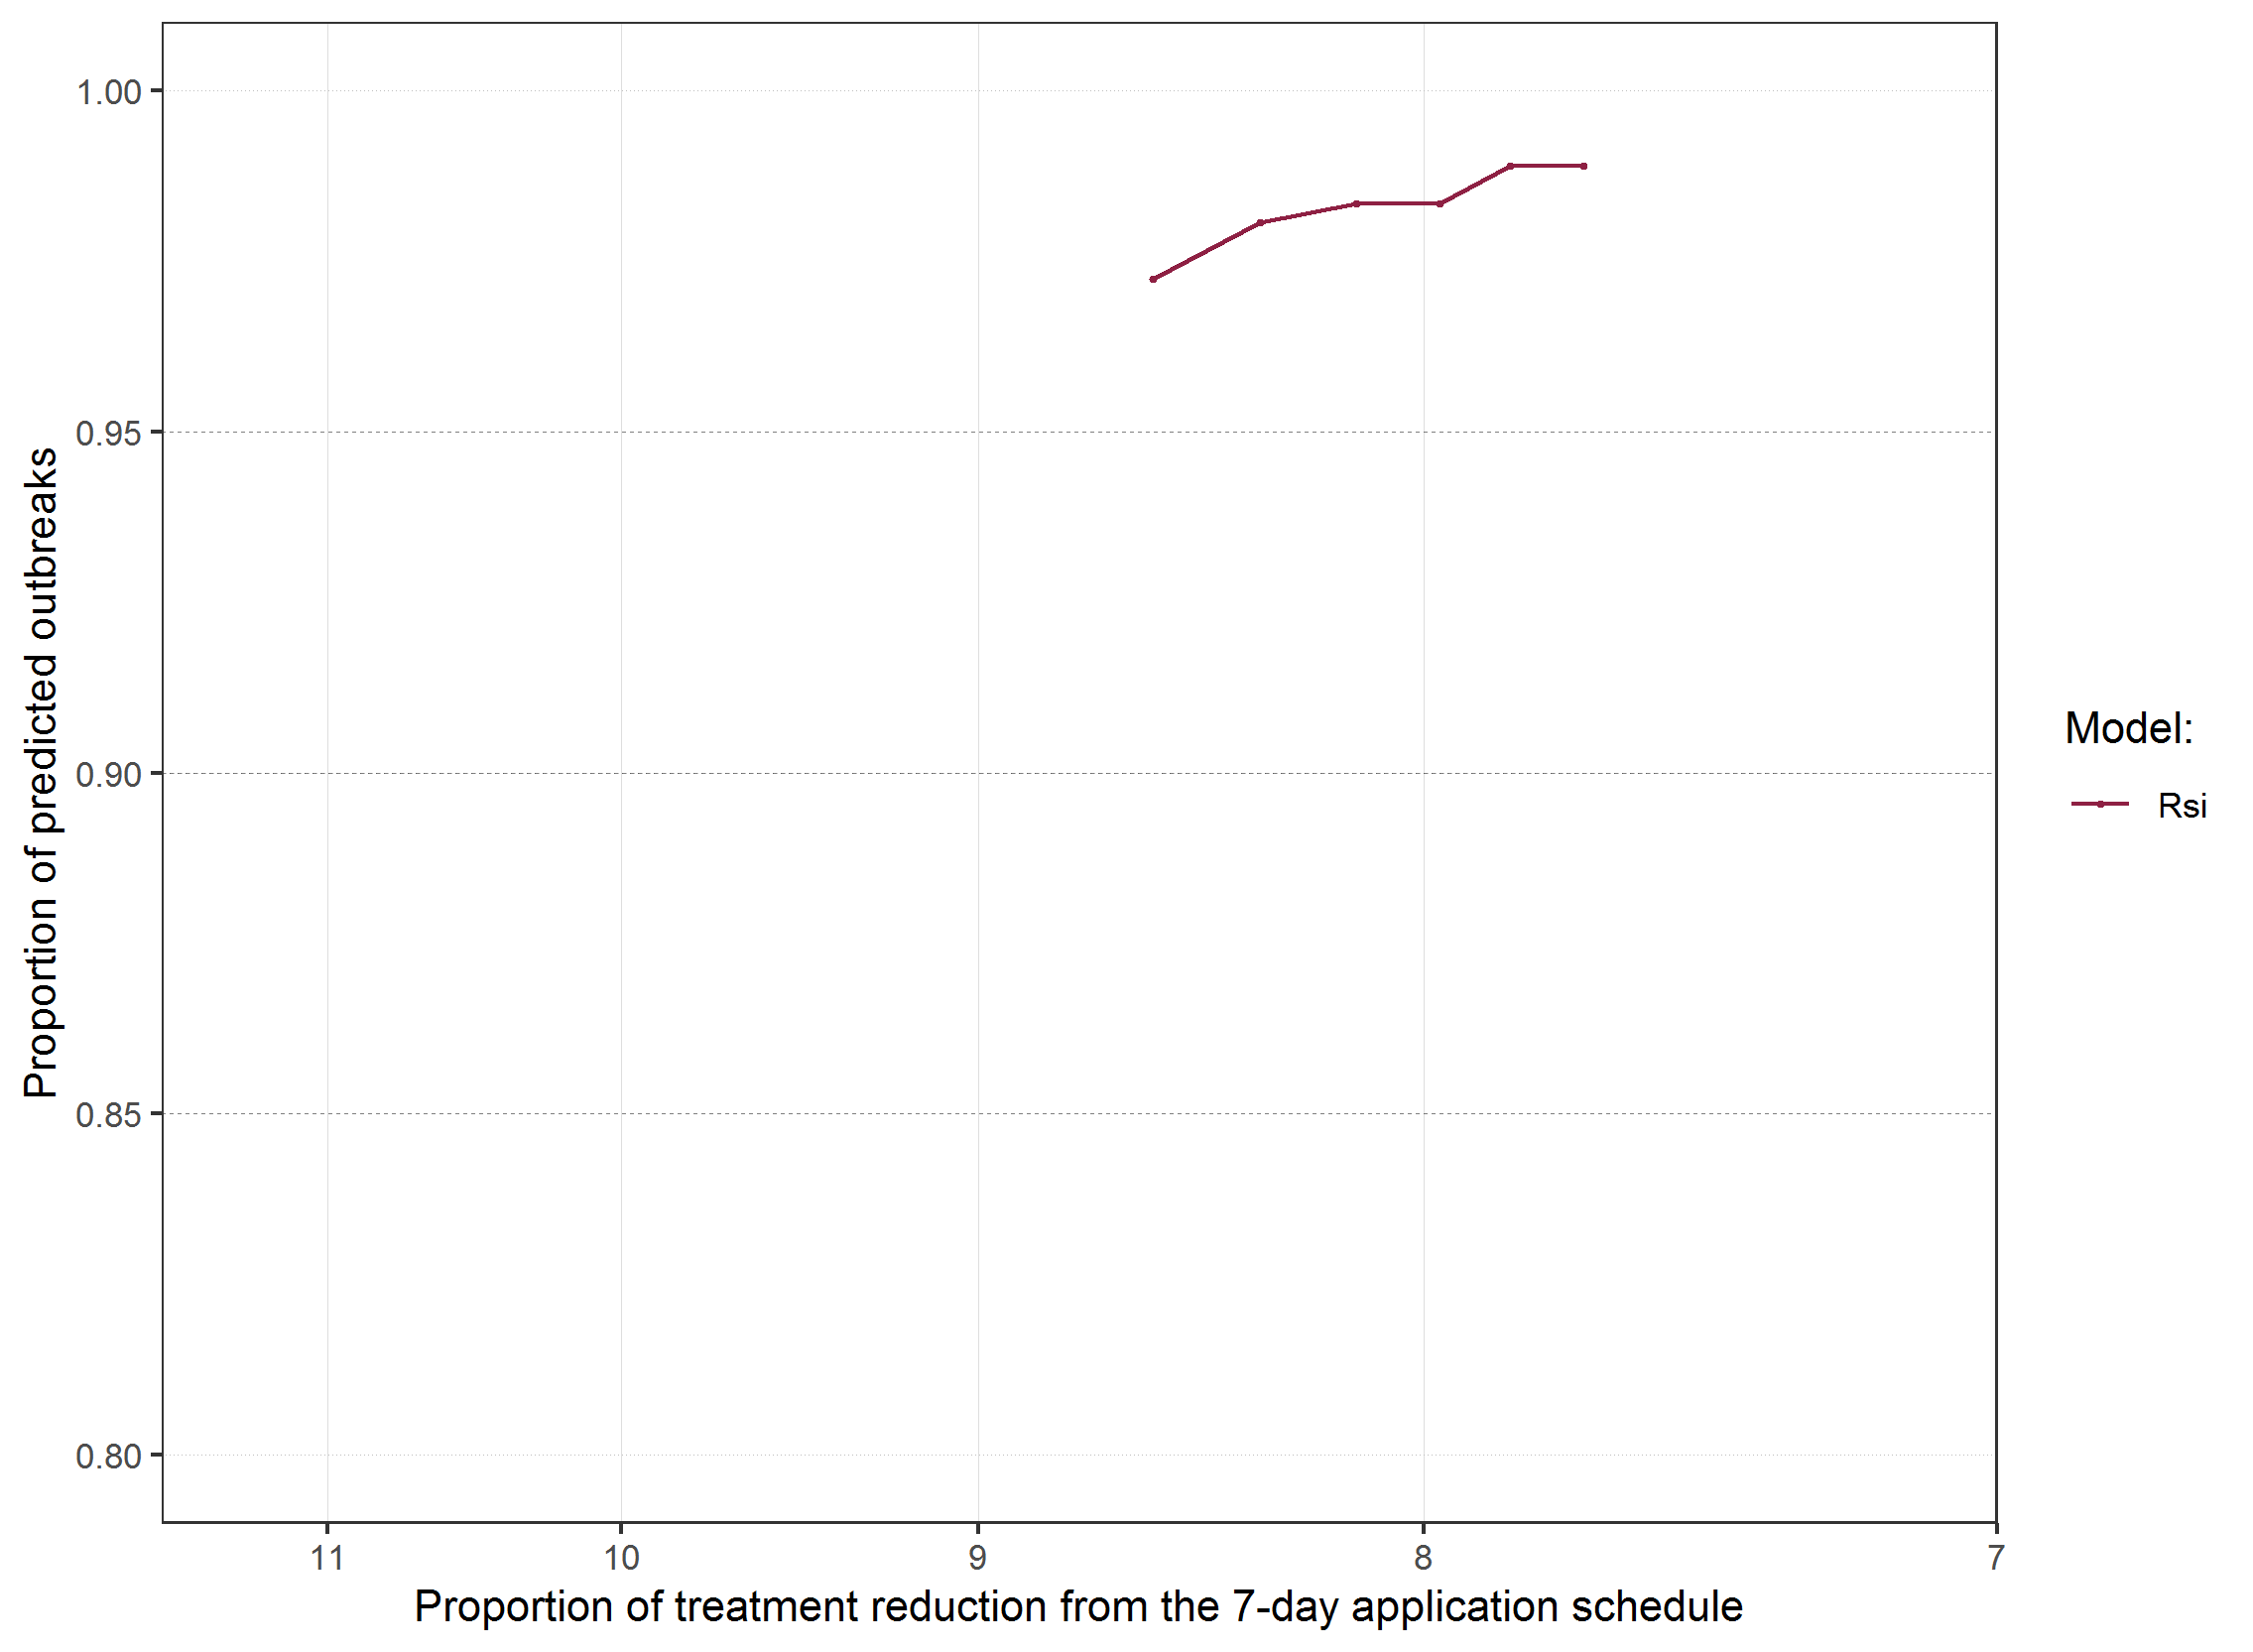 1.00
0.95
0.90
0.85
0.80
Proportion of predicted outbreaks
11 10 9 8 7
Proportion of treatment reduction from the 7-day application schedule
Model:
Rsi